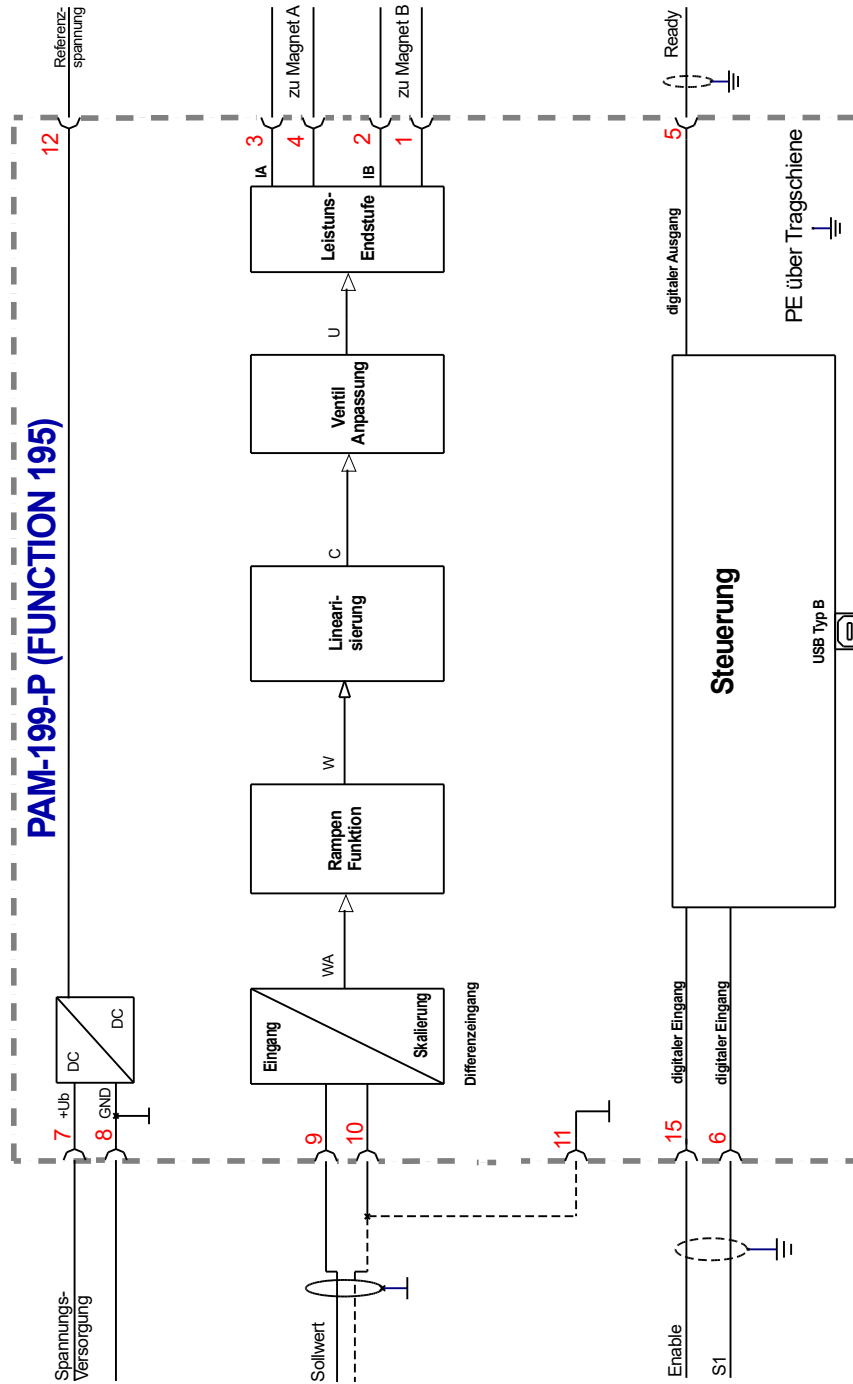 PAM-199-P (FUNCTION 195)
Spannungs-
Versorgung
7
+Ub
8
GND
DC
DC
12
Referenz-
spannung
Sollwert
9
10
11
Eingang
Skalierung
Differenzeingang
WA
Rampen
Funktion
W
Lineari-
sierung
C
Ventil
Anpassung
U
Leistuns-
Endstufe
IA
3
4
zu Magnet A
IB
2
1
zu Magnet B
Enable
15
digitaler Eingang
S1
6
digitaler Eingang
Steuerung
USB Typ B
digitaler Ausgang
5
Ready
PE über Tragschiene